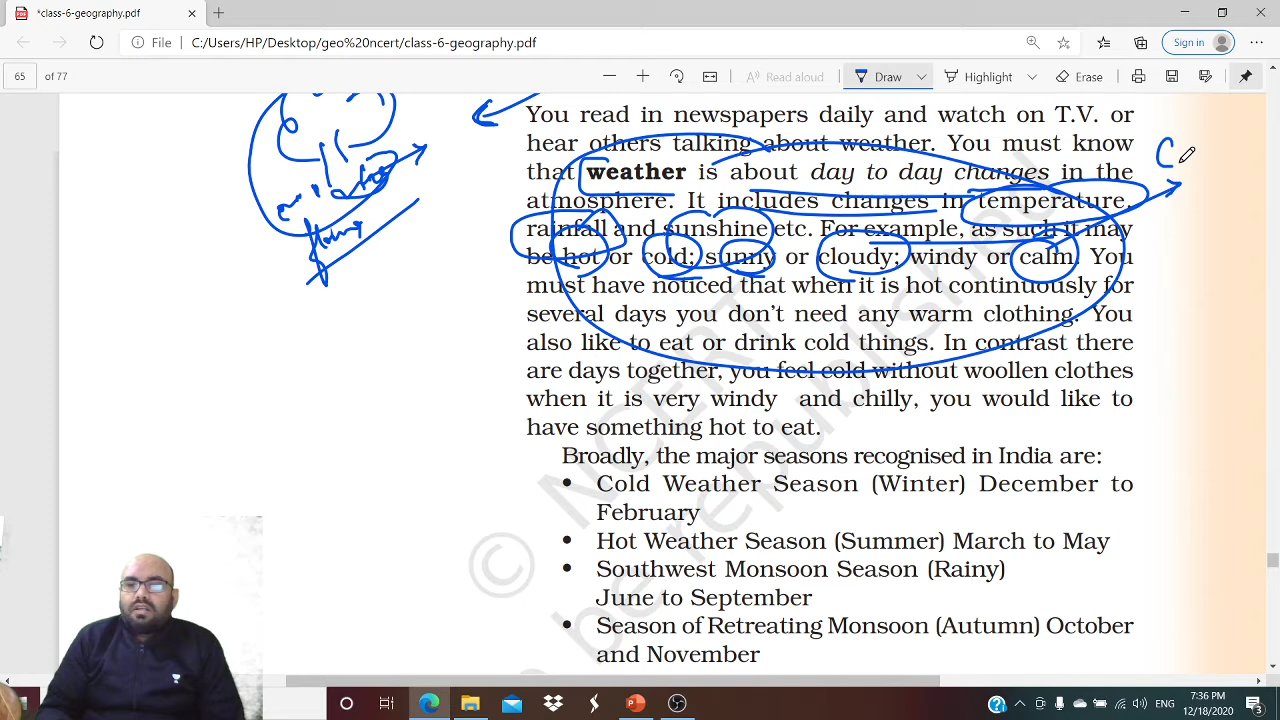 *class-6-geography.pdf
File C:/Users/HP/Desktop/geo%20ncert/class-6-geography.pdf Sign in
65 of 77 Read aloud Draw Highlight Erase
You read in newspapers daily and watch on T.V. or
hear others talking about weather. You must know
that weather is about day to day changes in the
atmosphere. It includes changes in temperature,
rainfall and sunshine etc. For example, as such it may
be hot or cold; sunny or cloudy; windy or calm. You
must have noticed that when it is hot continuously for
several days you don't need any warm clothing. You
also like to eat or drink cold things. In contrast there
are days together, you feel cold without woollen clothes
when it is very windy and chilly, you would like to
have something hot to eat.
Broadly, the major seasons recognised in India are:
• Cold Weather Season (Winter) December to
February
• Hot Weather Season (Summer) March to May
• Southwest Monsoon Season (Rainy)
June to September
• Season of Retreating Monsoon (Autumn) October
and November
© NCERT
be republished
C
7:36 PM
12/18/2020
3